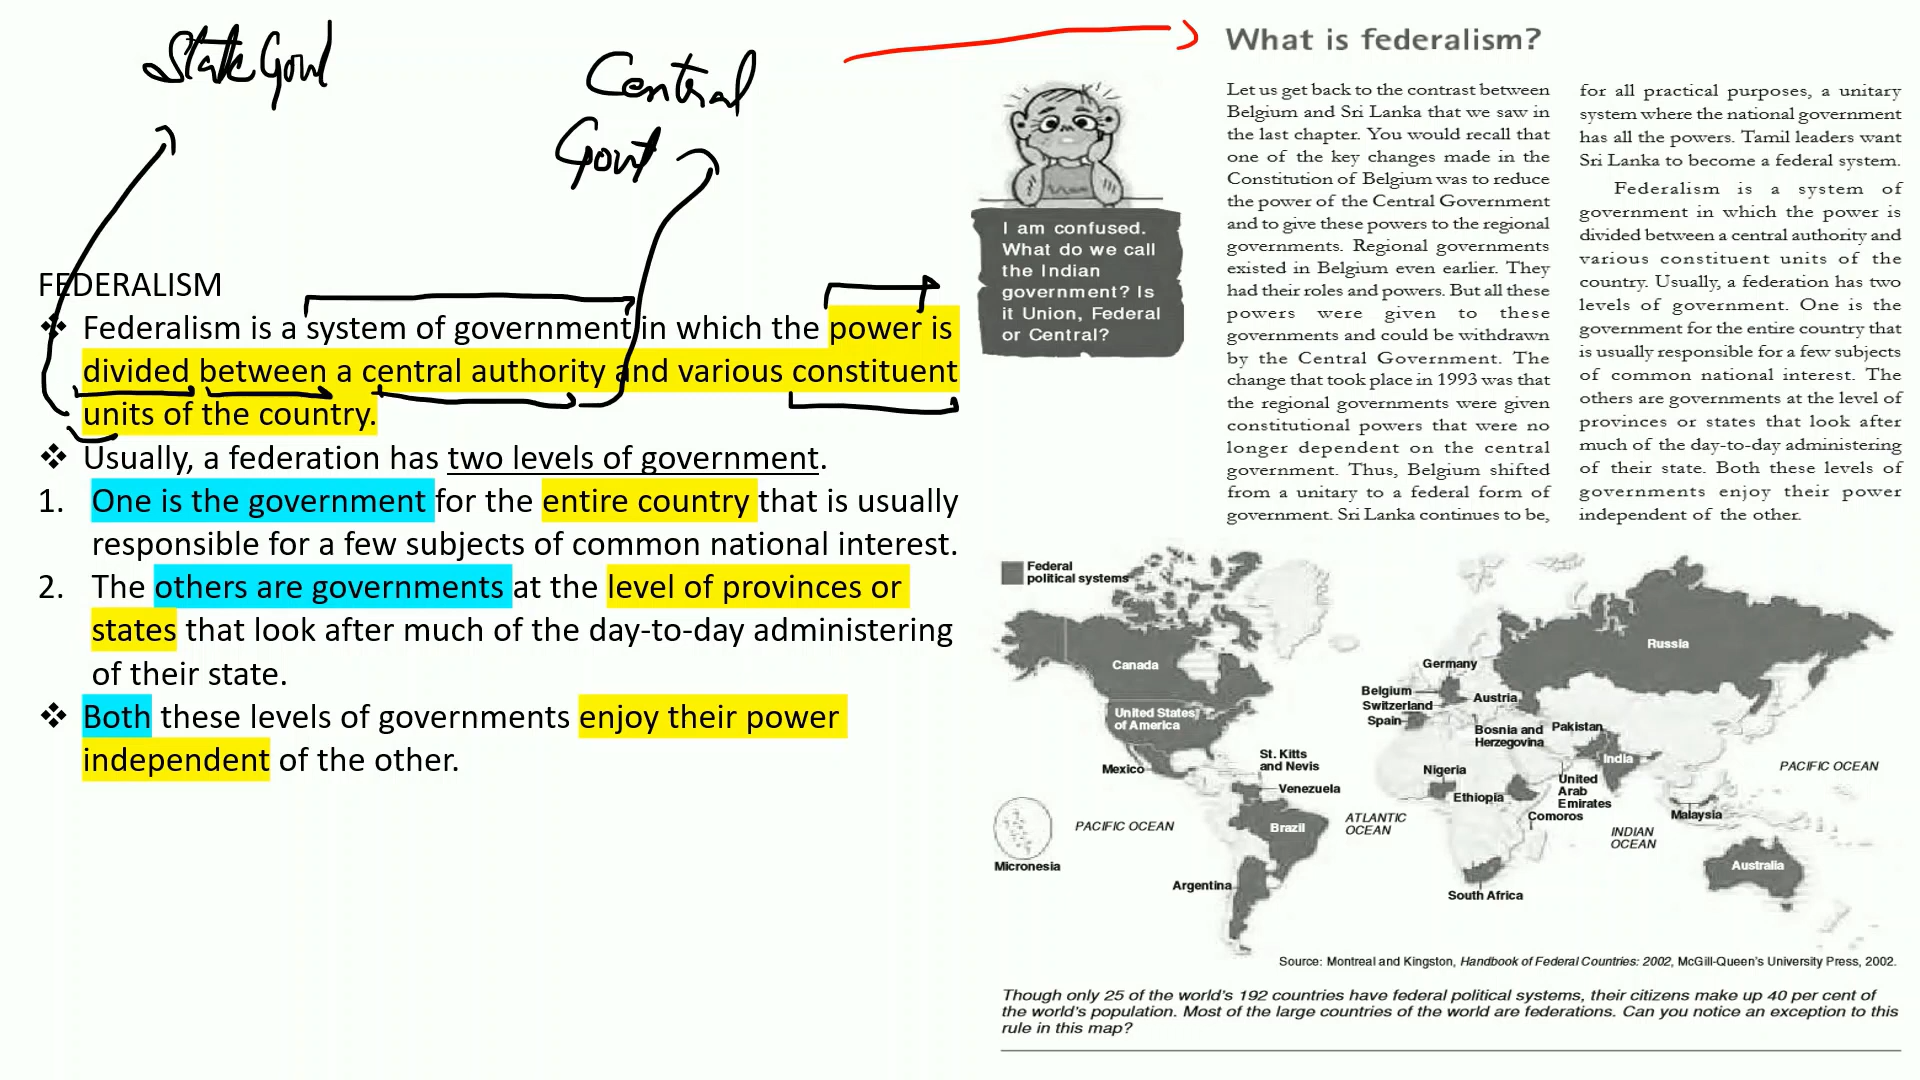 State Govt
Central
Govt
FEDERALISM
❖ Federalism is a system of government in which the power is
divided between a central authority and various constituent
units of the country.
❖ Usually, a federation has two levels of government.
1. One is the government for the entire country that is usually
responsible for a few subjects of common national interest.
2. The others are governments at the level of provinces or
states that look after much of the day-to-day administering
of their state.
❖ Both these levels of governments enjoy their power
independent of the other.
What is federalism?
I am confused.
What do we call
the Indian
government? Is
it Union, Federal
or Central?
Let us get back to the contrast between
Belgium and Sri Lanka that we saw in
the last chapter. You would recall that
one of the key changes made in the
Constitution of Belgium was to reduce
the power of the Central Government
and to give these powers to the regional
governments. Regional governments
existed in Belgium even earlier. They
had their roles and powers. But all these
powers were given to these
governments and could be withdrawn
by the Central Government. The
change that took place in 1993 was that
the regional governments were given
constitutional powers that were no
longer dependent on the central
government. Thus, Belgium shifted
from a unitary to a federal form of
government. Sri Lanka continues to be,
for all practical purposes, a unitary
system where the national government
has all the powers. Tamil leaders want
Sri Lanka to become a federal system.
Federalism is a system of
government in which the power is
divided between a central authority and
various constituent units of the
country. Usually, a federation has two
levels of government. One is the
government for the entire country that
is usually responsible for a few subjects
of common national interest. The
others are governments at the level of
provinces or states that look after
much of the day-to-day administering
of their state. Both these levels of
governments enjoy their power
independent of the other.
Federal
political systems
Canada
United States
of America
Mexico
St. Kitts
and Nevis
Venezuela
Brazil
Argentina
Micronesia
PACIFIC OCEAN
ATLANTIC
OCEAN
Germany
Belgium
Switzerland
Spain
Austria
Bosnia and
Herzegovina
Russia
Pakistan
India
Nigeria
Ethiopia
United
Arab
Emirates
Comoros
South Africa
INDIAN
OCEAN
Malaysia
Australia
PACIFIC OCEAN
Source: Montreal and Kingston, Handbook of Federal Countries: 2002, McGill-Queen's University Press, 2002.
Though only 25 of the world's 192 countries have federal political systems, their citizens make up 40 per cent of
the world's population. Most of the large countries of the world are federations. Can you notice an exception to this
rule in this map?